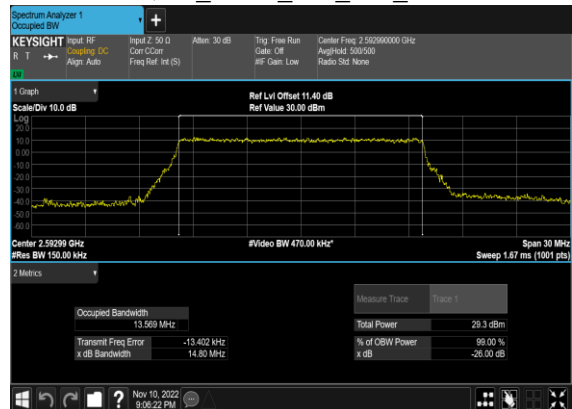 Spectrum Analyzer 1
Occupied BW
KEYSIGHT
R T
Input: RF
Coupling: DC
Align: Auto
Input Z: 50 Ω
Corr CCorr
Freq Ref: Int (S)
Atten: 30 dB
Trig: Free Run
Gate: Off
#IF Gain: Low
Center Freq: 2.592990000 GHz
Avg|Hold: 500/500
Radio Std: None
LW
1 Graph
Scale/Div 10.0 dB
Ref Lvl Offset 11.40 dB
Ref Value 30.00 dBm
Log
20.0
10.0
0.00
-10.0
-20.0
-30.0
-40.0
-50.0
-60.0
Center 2.59299 GHz
#Res BW 150.00 kHz
#Video BW 470.00 kHz*
Span 30 MHz
Sweep 1.67 ms (1001 pts)
2 Metrics
Measure Trace Trace 1
Occupied Bandwidth
13.569 MHz
Total Power 29.3 dBm
Transmit Freq Error -13.402 kHz
% of OBW Power 99.00 %
x dB Bandwidth 14.80 MHz
x dB -26.00 dB
?
Nov 10, 2022
9:06:22 PM